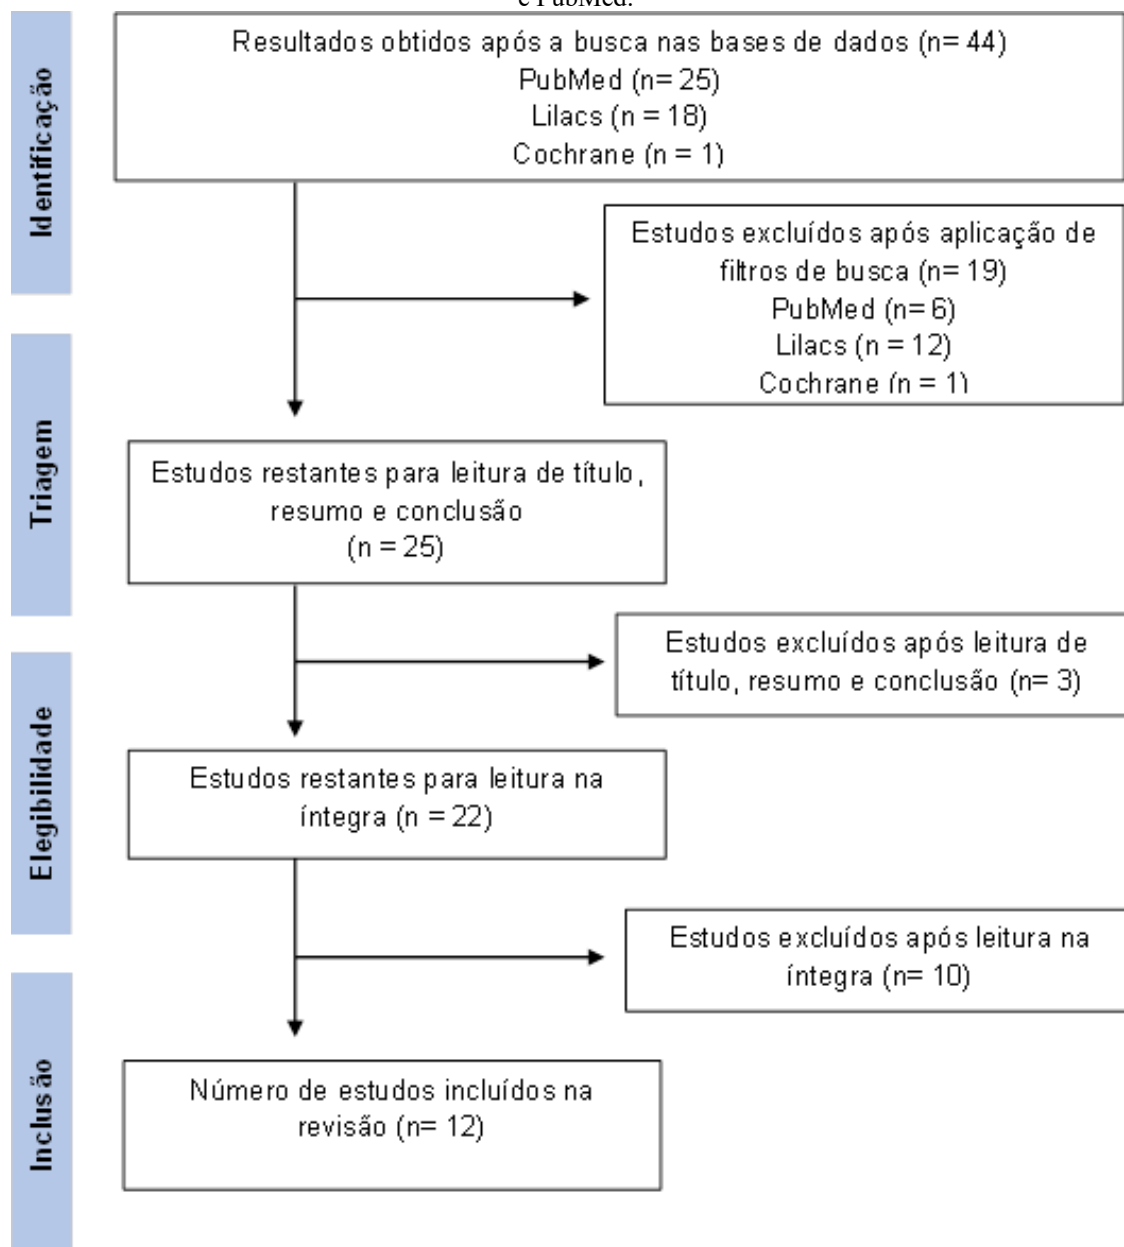 e PubMed.
Identificação
Resultados obtidos após a busca nas bases de dados (n= 44)
PubMed (n= 25)
Lilacs (n = 18)
Cochrane (n = 1)
Estudos excluídos após aplicação de
filtros de busca (n= 19)
PubMed (n= 6)
Lilacs (n = 12)
Cochrane (n = 1)
Triagem
Estudos restantes para leitura de título,
resumo e conclusão
(n = 25)
Estudos excluídos após leitura de
título, resumo e conclusão (n= 3)
Elegibilidade
Estudos restantes para leitura na
íntegra (n = 22)
Estudos excluídos após leitura na
íntegra (n= 10)
Inclusão
Número de estudos incluídos na
revisão (n= 12)